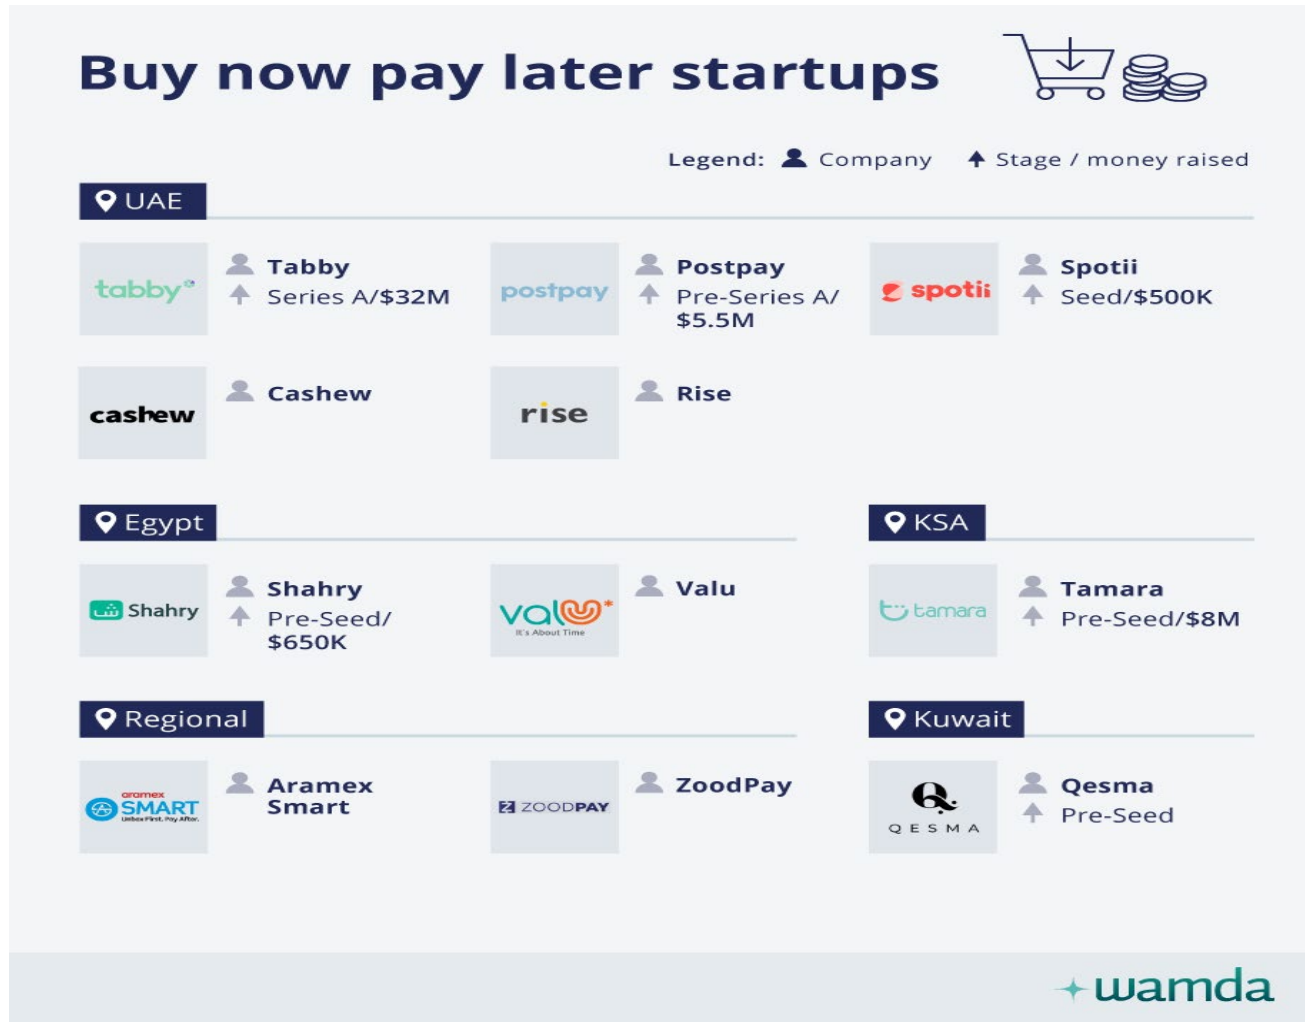 Buy now pay later startups
Legend: Company Stage / money raised
UAE
tabby
Tabby
Series A/$32M
postpay
Postpay
Pre-Series A/
$5.5M
spotii
Spotii
Seed/$500K
cashew
Cashew
rise
Rise
Egypt
ش Shahry
Shahry
Pre-Seed/
$650K
valU*
It's About Time
Valu
KSA
tamara
Tamara
Pre-Seed/$8M
Regional
aramex
SMART
Unbox First, Pay After.
Aramex
Smart
Z ZOODPAY
ZoodPay
Kuwait
Q
QESMA
Qesma
Pre-Seed
wamda